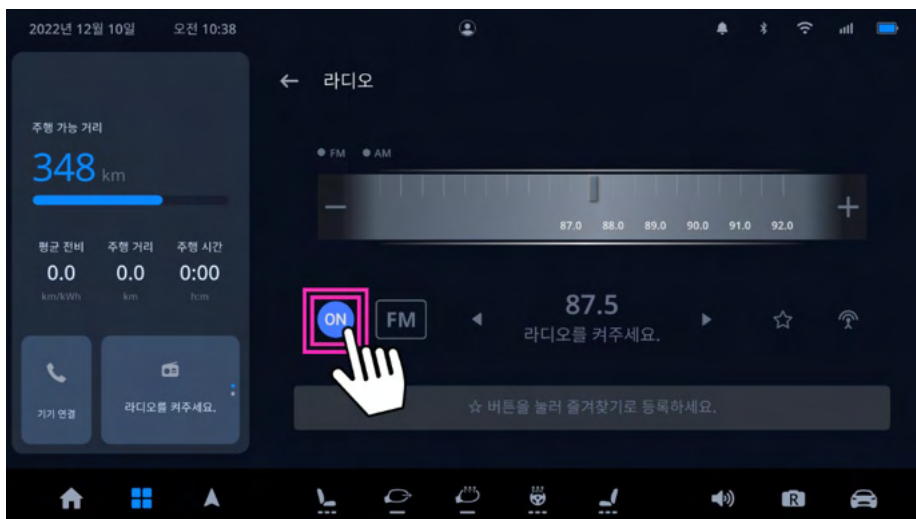 2022년 12월 10일 오전 10:38
← 라디오
주행 가능 거리
348 km
평균 전비 주행 거리 주행 시간
0.0 0.0 0:00
km/kWh km h:m
기기 연결
라디오를 켜주세요.
FM AM
− +
87.0 88.0 89.0 90.0 91.0 92.0
ON FM 87.5
라디오를 켜주세요.
☆ 버튼을 눌러 즐겨찾기로 등록하세요.
R